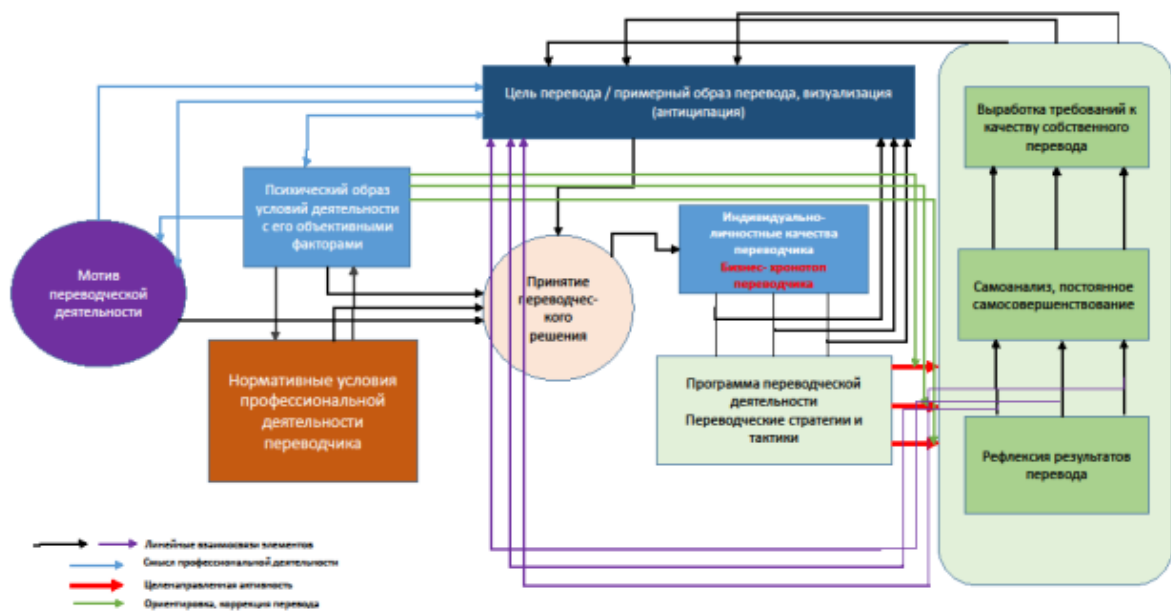 Цель перевода / примерный образ перевода, визуализация
(антиципация)
Выработка требований к
качеству собственного
перевода
Психический образ
условий деятельности
с его объективными
факторами
Индивидуально-
личностные качества
переводчика
Бизнес- хронотоп
переводчика
Мотив
переводческой
деятельности
Принятие
переводчес-
кого
решения
Самоанализ, постоянное
самосовершенствование
Нормативные условия
профессиональной
деятельности
переводчика
Программа переводческой
деятельности
Переводческие стратегии и
тактики
Рефлексия результатов
перевода
Линейные взаимосвязи элементов
Смысл профессиональной деятельности
Целенаправленная активность
Ориентировка, коррекция перевода